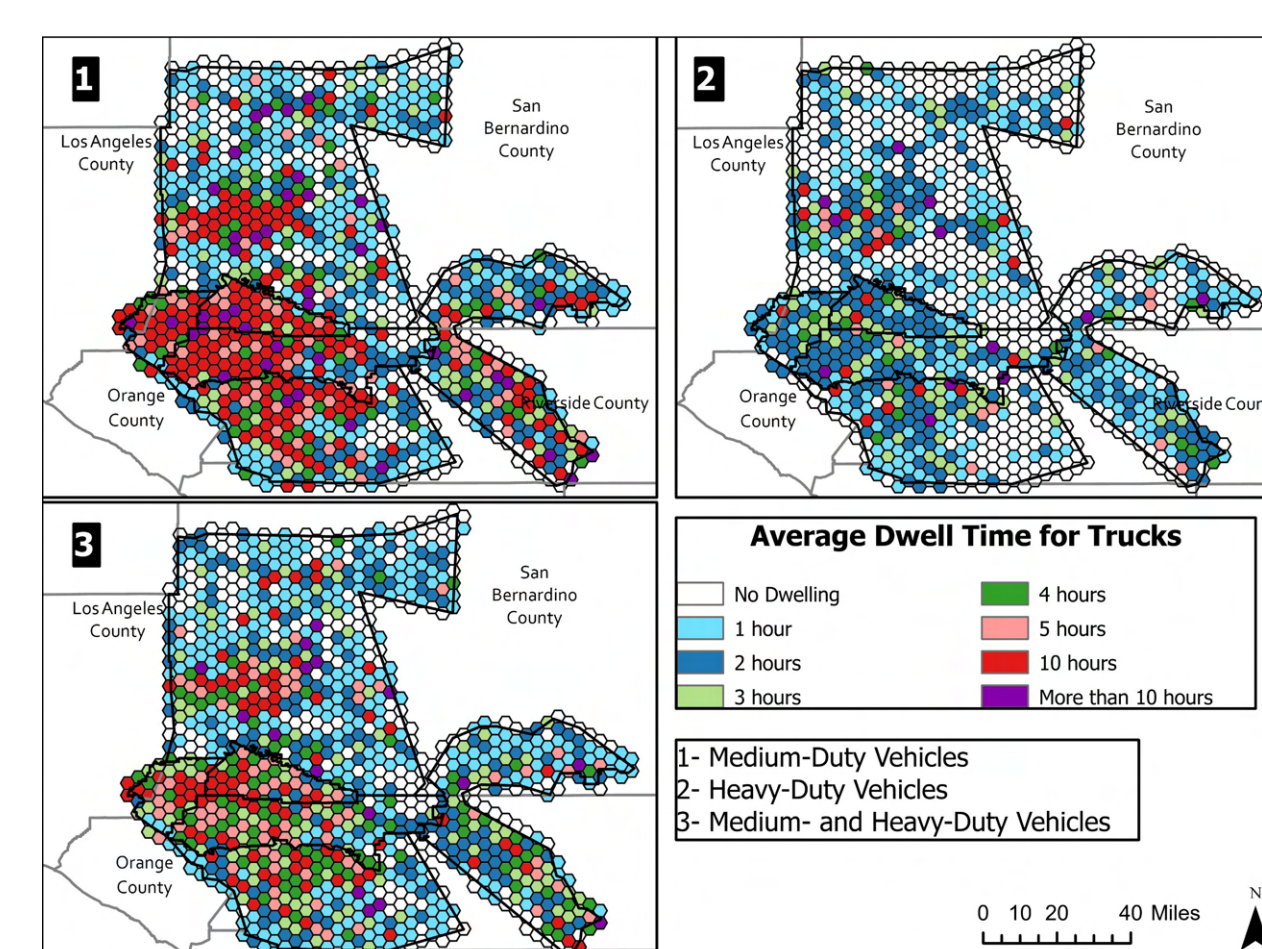 1
Los Angeles
County
San
Bernardino
County
Orange
County
Riverside County
2
Los Angeles
County
San
Bernardino
County
Orange
County
Riverside Cour
3
Los Angeles
County
San
Bernardino
County
Orange
County
Average Dwell Time for Trucks
No Dwelling
1 hour
2 hours
3 hours
4 hours
5 hours
10 hours
More than 10 hours
1- Medium-Duty Vehicles
2- Heavy-Duty Vehicles
3- Medium- and Heavy-Duty Vehicles
0 10 20 40 Miles
N